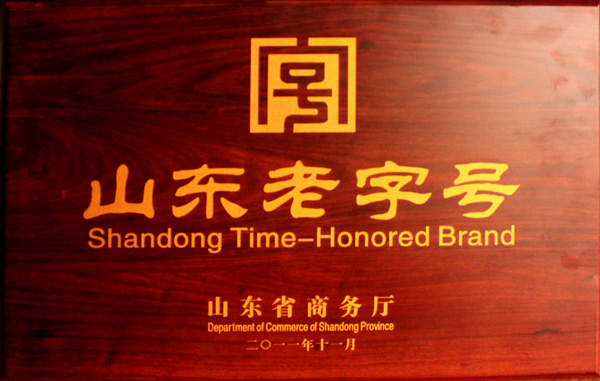 山东老字号
Shandong Time-Honored Brand
山东省商务厅
Department of Commerce of Shandong Province
二〇一一年十一月